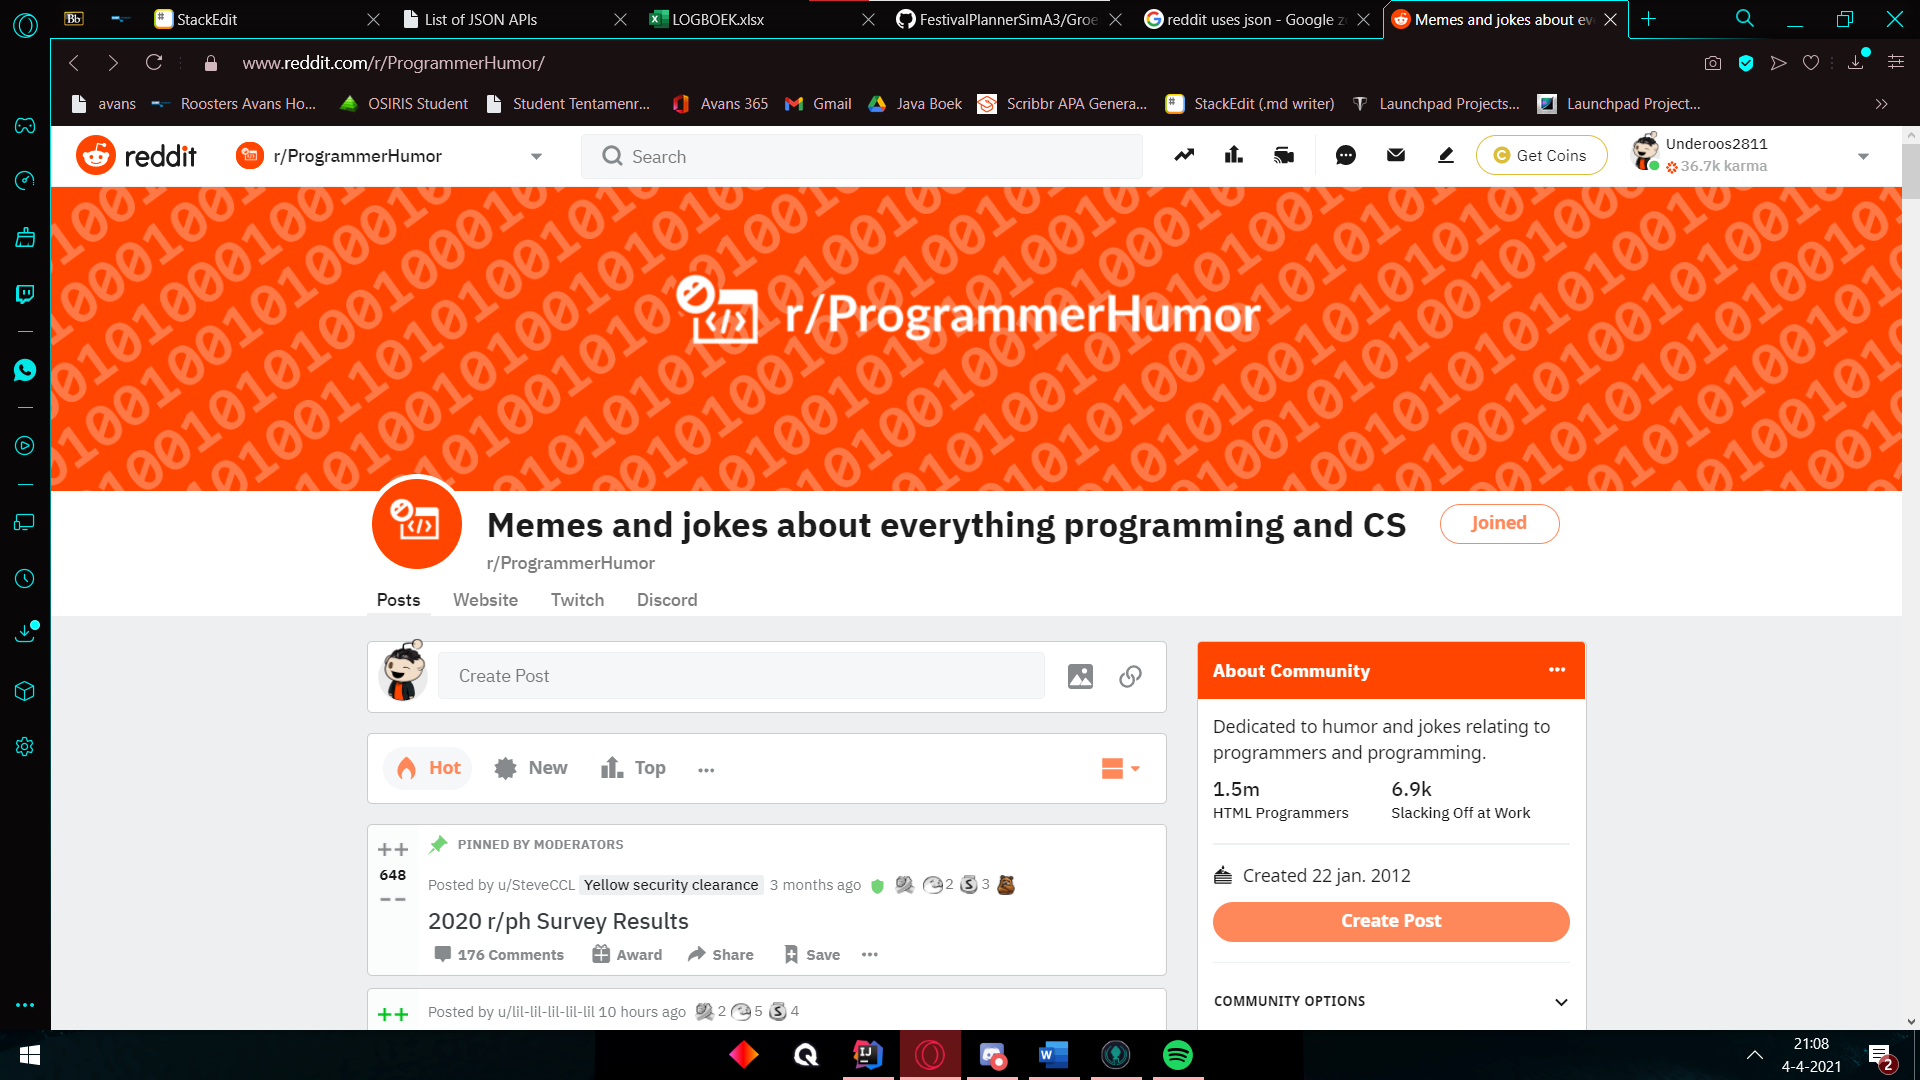 StackEdit
List of JSON APIs
LOGBOEK.xlsx
FestivalPlannerSimA3/Groe
reddit uses json - Google z
Memes and jokes about ev
www.reddit.com/r/ProgrammerHumor/
avans
Roosters Avans Ho...
OSIRIS Student
Student Tentamenr...
Avans 365
Gmail
Java Boek
Scribbr APA Genera...
StackEdit (.md writer)
Launchpad Projects...
Launchpad Project...
reddit
r/ProgrammerHumor
Search
Get Coins
Underoos2811
36.7k karma
r/ProgrammerHumor
Memes and jokes about everything programming and CS
Joined
r/ProgrammerHumor
Posts
Website
Twitch
Discord
Create Post
Hot
New
Top
PINNED BY MODERATORS
++
648
--
Posted by u/SteveCCL Yellow security clearance 3 months ago 2 3
2020 r/ph Survey Results
176 Comments
Award
Share
Save
++
Posted by u/lil-lil-lil-lil-lil 10 hours ago 2 5 4
About Community
Dedicated to humor and jokes relating to
programmers and programming.
1.5m
HTML Programmers
6.9k
Slacking Off at Work
Created 22 jan. 2012
Create Post
COMMUNITY OPTIONS
21:08
4-4-2021
2